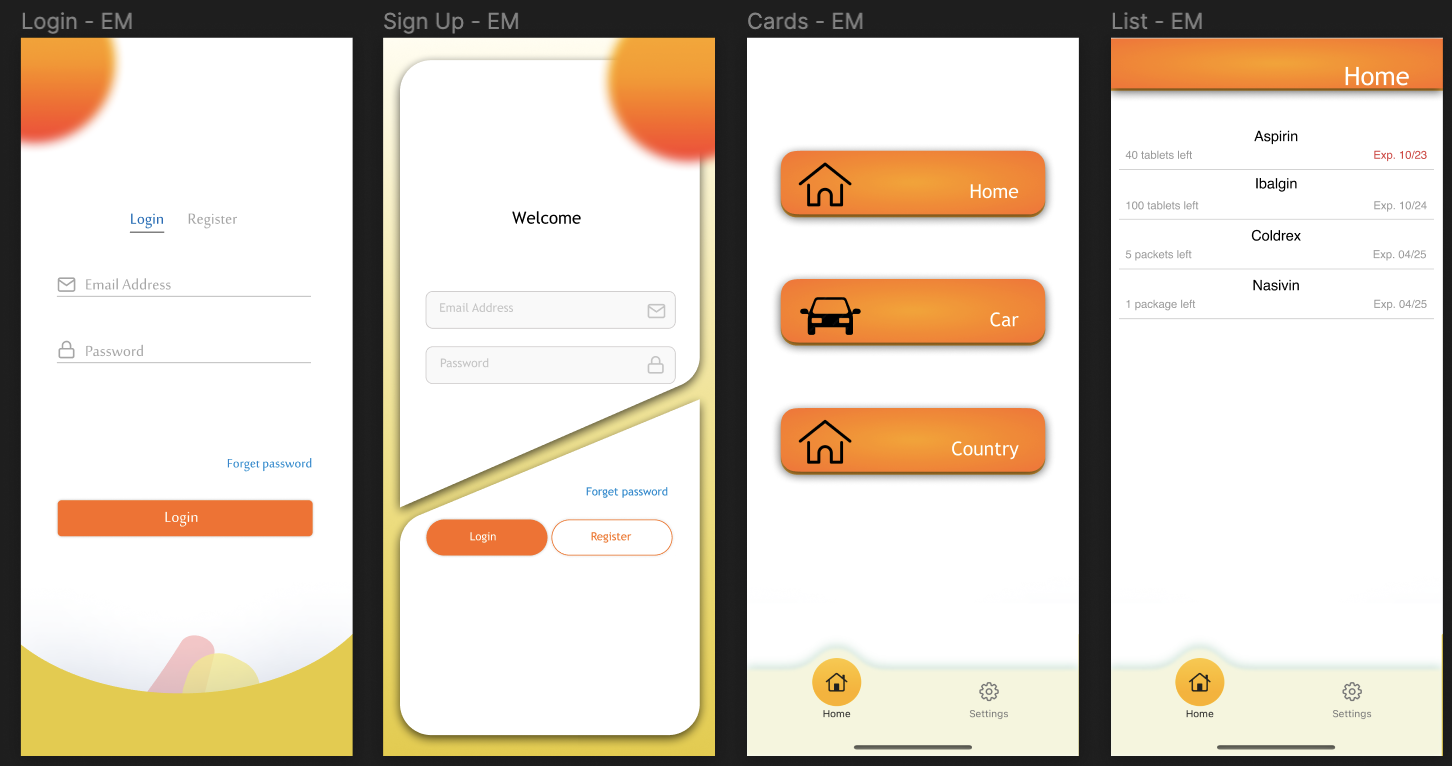 Login - EM
Login Register
Email Address
Password
Forget password
Login
Sign Up - EM
Welcome
Email Address
Password
Forget password
Login Register
Cards - EM
Home
Car
Country
Home Settings
List - EM
Home
Aspirin
40 tablets left Exp. 10/23
Ibalgin
100 tablets left Exp. 10/24
Coldrex
5 packets left Exp. 04/25
Nasivin
1 package left Exp. 04/25
Home Settings